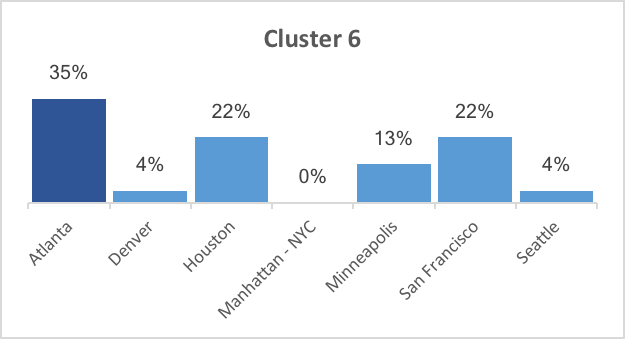 Cluster 6
35%
4%
22%
0%
13%
22%
4%
Atlanta
Denver
Houston
Manhattan - NYC
Minneapolis
San Francisco
Seattle